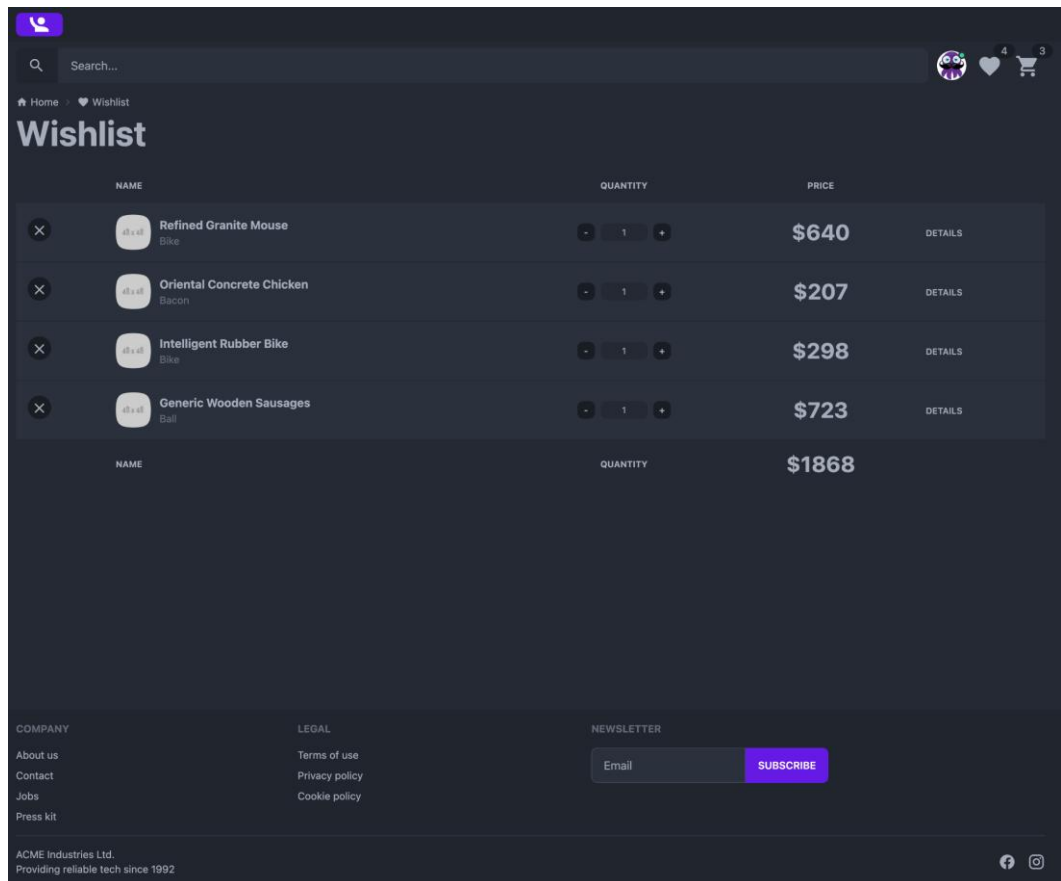 Search...
4
3
Home > Wishlist
Wishlist
NAME QUANTITY PRICE
Refined Granite Mouse
Bike
- 1 + $640 DETAILS
Oriental Concrete Chicken
Bacon
- 1 + $207 DETAILS
Intelligent Rubber Bike
Bike
- 1 + $298 DETAILS
Generic Wooden Sausages
Ball
- 1 + $723 DETAILS
NAME QUANTITY $1868
COMPANY LEGAL NEWSLETTER
About us Terms of use
Email SUBSCRIBE
Contact Privacy policy
Jobs Cookie policy
Press kit
ACME Industries Ltd.
Providing reliable tech since 1992